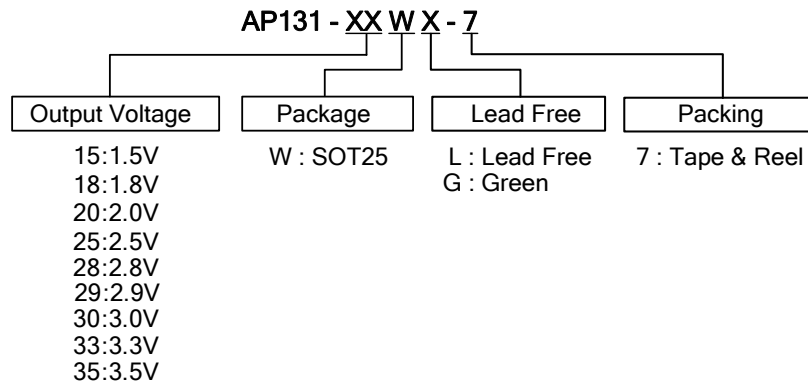 AP131 - XX W X - 7
Output Voltage Package Lead Free Packing
15:1.5V W : SOT25 L : Lead Free 7 : Tape & Reel
18:1.8V G : Green
20:2.0V
25:2.5V
28:2.8V
29:2.9V
30:3.0V
33:3.3V
35:3.5V